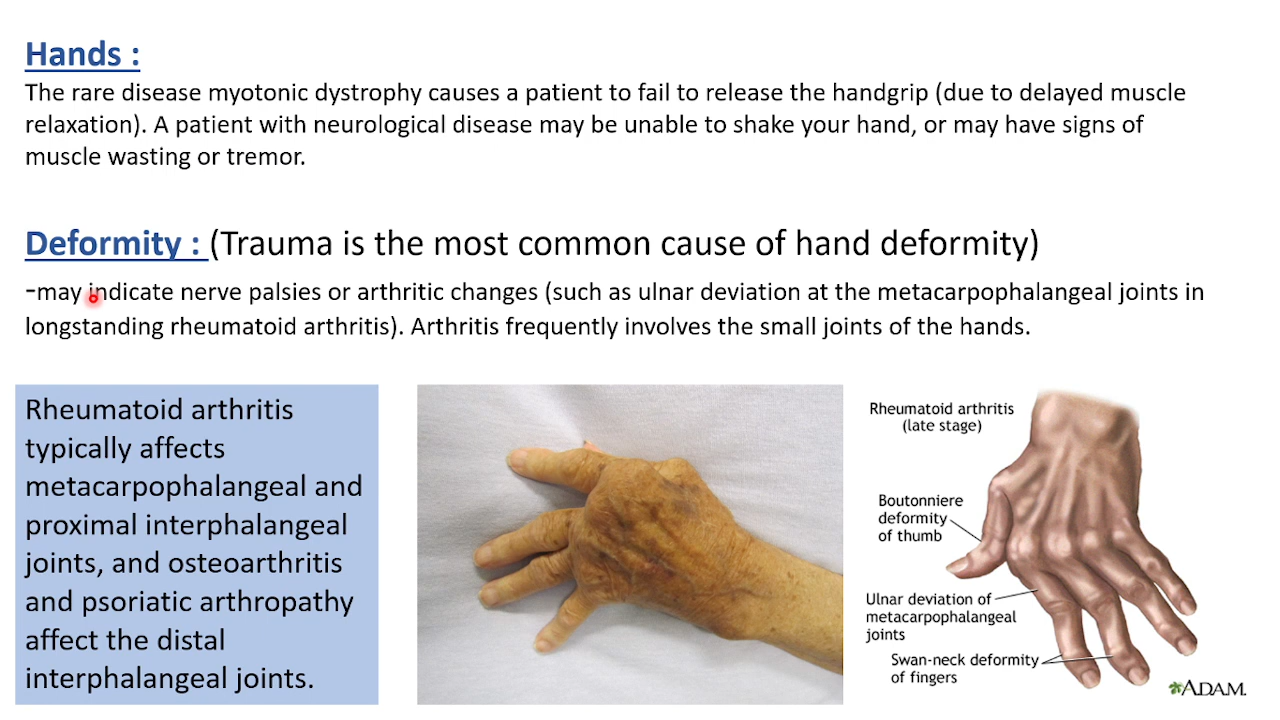 Hands :
The rare disease myotonic dystrophy causes a patient to fail to release the handgrip (due to delayed muscle
relaxation). A patient with neurological disease may be unable to shake your hand, or may have signs of
muscle wasting or tremor.
Deformity : (Trauma is the most common cause of hand deformity)
-may indicate nerve palsies or arthritic changes (such as ulnar deviation at the metacarpophalangeal joints in
longstanding rheumatoid arthritis). Arthritis frequently involves the small joints of the hands.
Rheumatoid arthritis
typically affects
metacarpophalangeal and
proximal interphalangeal
joints, and osteoarthritis
and psoriatic arthropathy
affect the distal
interphalangeal joints.
Rheumatoid arthritis
(late stage)
Boutonniere
deformity
of thumb
Ulnar deviation of
metacarpophalangeal
joints
Swan-neck deformity
of fingers
ADAM.